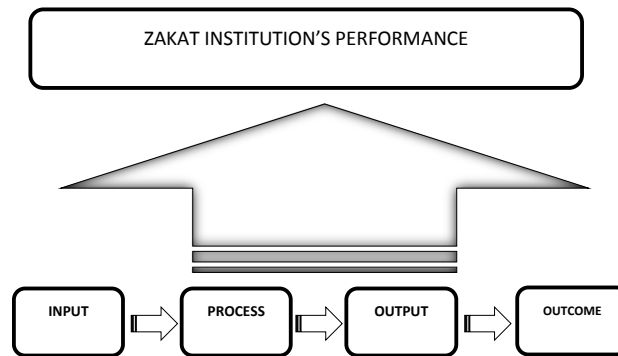 ZAKAT INSTITUTION'S PERFORMANCE
INPUT
PROCESS
OUTPUT
OUTCOME